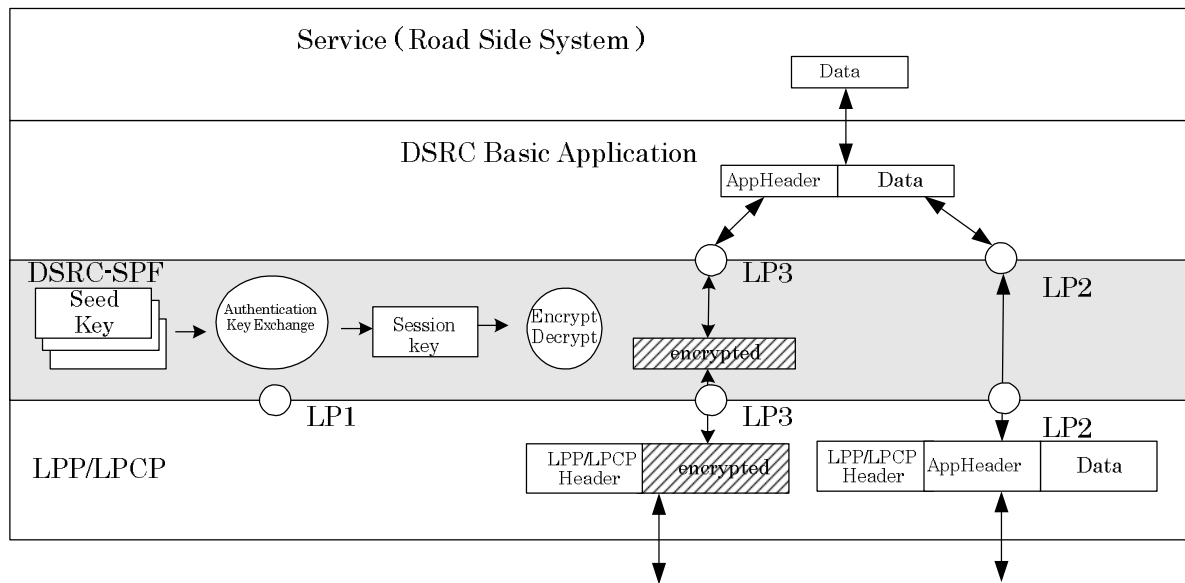 Service ( Road Side System )
Data
DSRC Basic Application
AppHeader
Data
DSRC-SPF
Seed
Key
Authentication
Key Exchange
Session
key
Encrypt
Decrypt
LP3
LP2
encrypted
LP1
LP3
LP2
LPP/LPCP
LPP/LPCP
Header
encrypted
LPP/LPCP
Header
AppHeader
Data